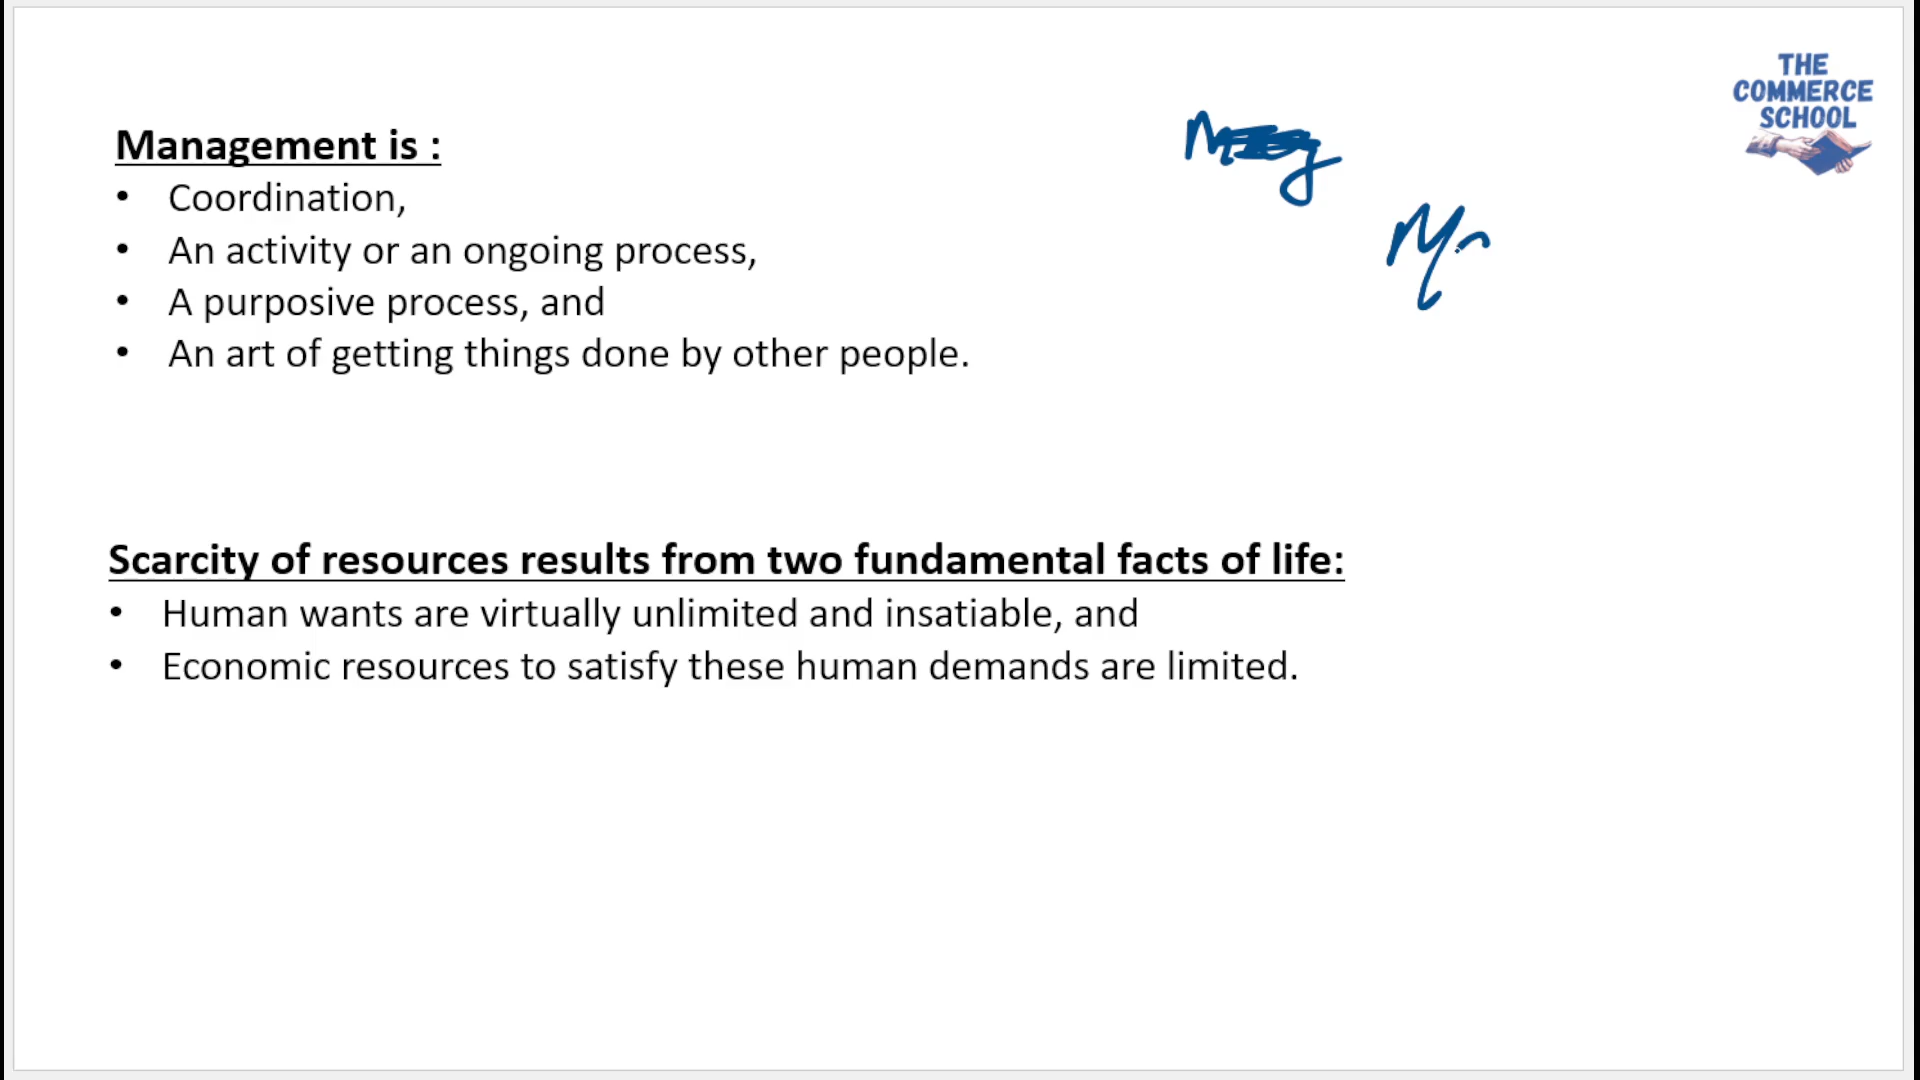 Management is :
• Coordination,
• An activity or an ongoing process,
• A purposive process, and
• An art of getting things done by other people.
THE
COMMERCE
SCHOOL
Scarcity of resources results from two fundamental facts of life:
• Human wants are virtually unlimited and insatiable, and
• Economic resources to satisfy these human demands are limited.